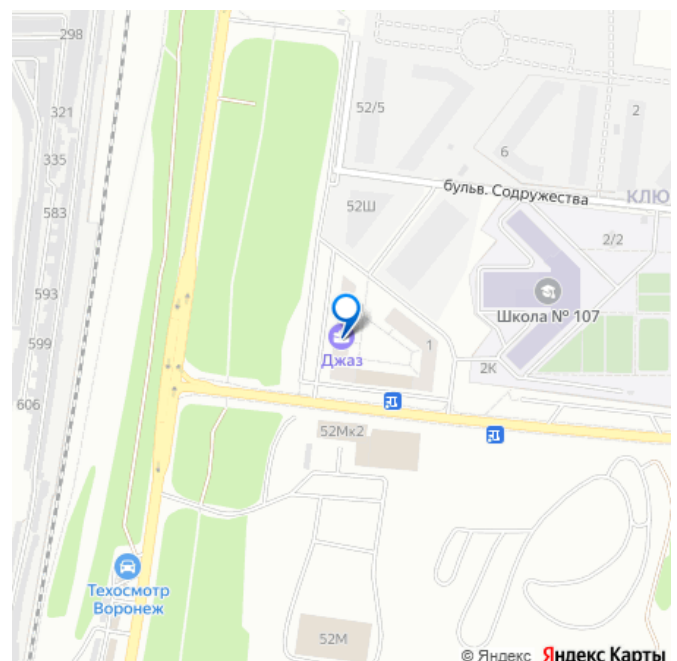 298
321
335
583
593
599
606
52/5
2
6
бульв. Содружества
КЛЮ
52Ш
2/2
Школа № 107
Джаз
1
2К
52Мк2
Техосмотр
Воронеж
52М
© Яндекс Яндекс Карты